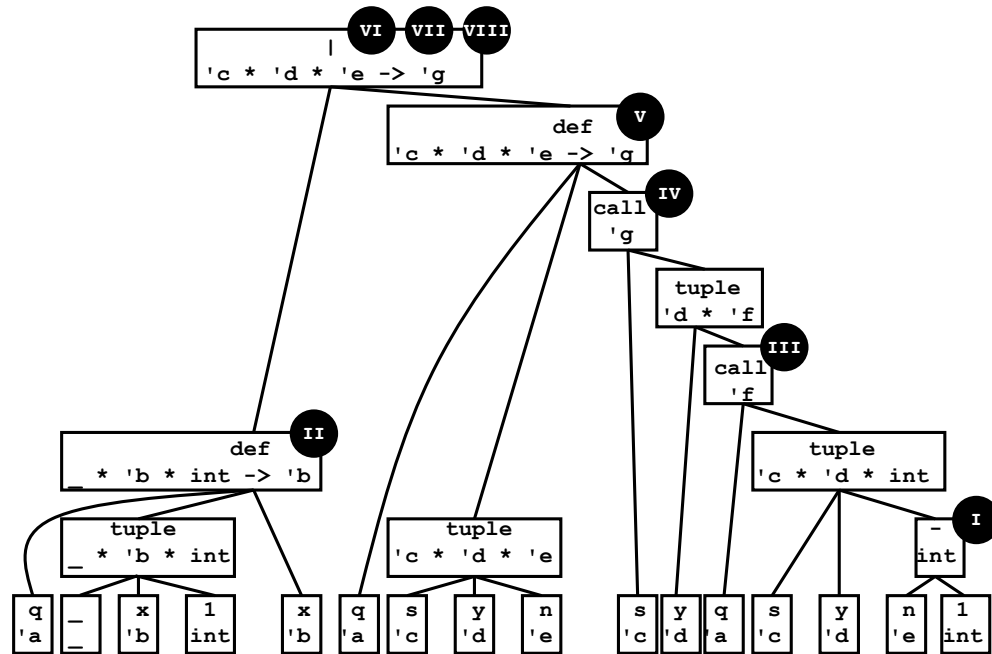 VI VII VIII
|
'c * 'd * 'e -> 'g
V
def
'c * 'd * 'e -> 'g
IV
call
'g
tuple
'd * 'f
III
call
'f
II
def
_ * 'b * int -> 'b
tuple
'c * 'd * int
tuple
_ * 'b * int
tuple
'c * 'd * 'e
I
-
int
q _ x 1 x q s y n s y q s y n 1
'a _ 'b int 'b 'a 'c 'd 'e 'c 'd 'a 'c 'd 'e int